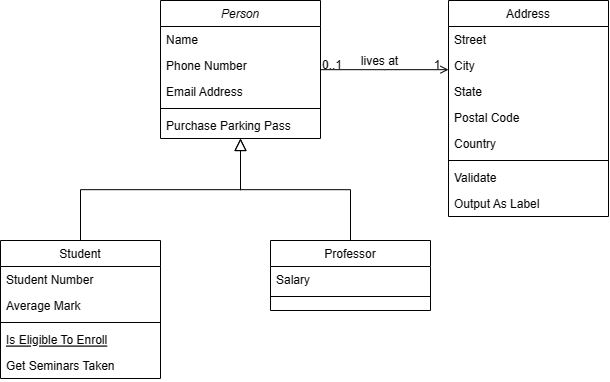 Person
Name
Phone Number
Email Address
Purchase Parking Pass
0..1
lives at
1
Address
Street
City
State
Postal Code
Country
Validate
Output As Label
Student
Student Number
Average Mark
Is Eligible To Enroll
Get Seminars Taken
Professor
Salary